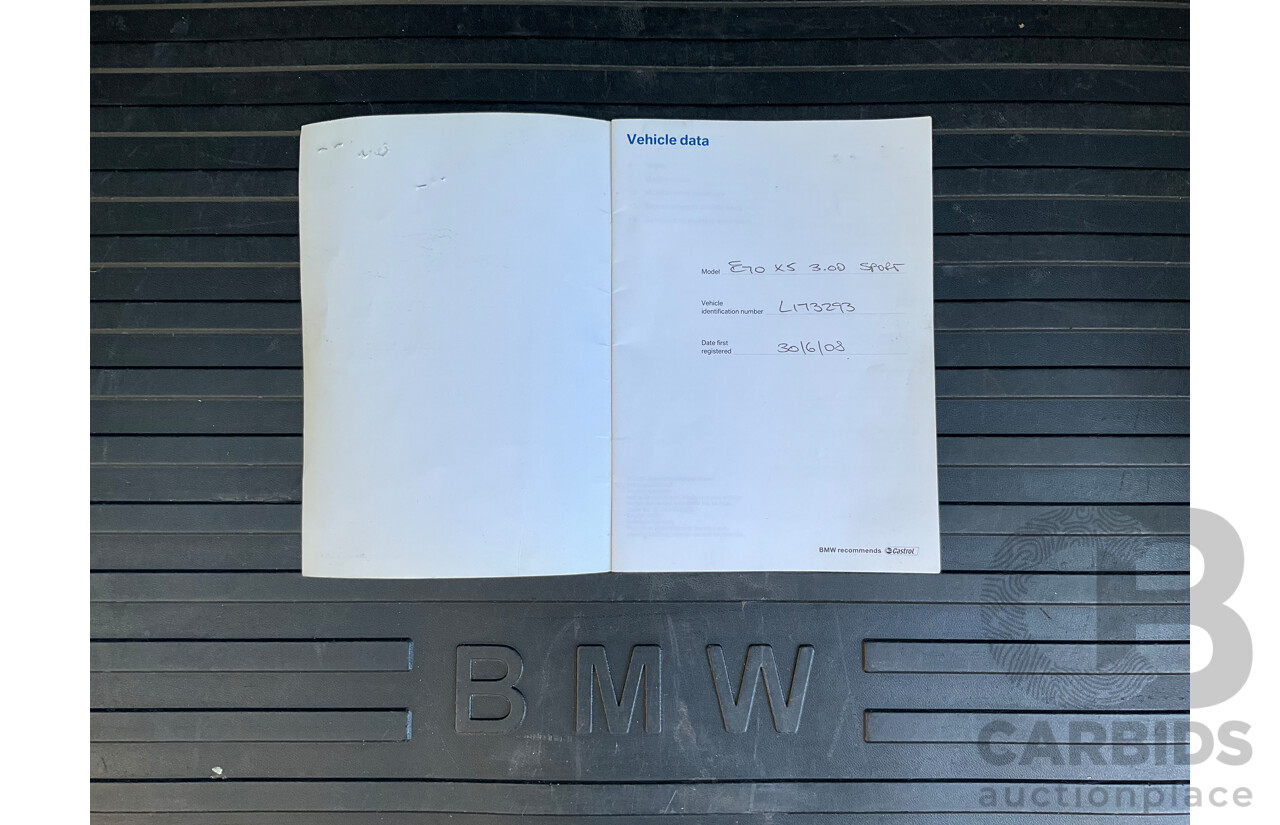 Vehicle data
Model E70 X5 3.0D SPORT
Vehicle
identification number L173293
Date first
registered 30/6/08
BMW recommends Castrol
BMW
CARBIDS
auctionplace